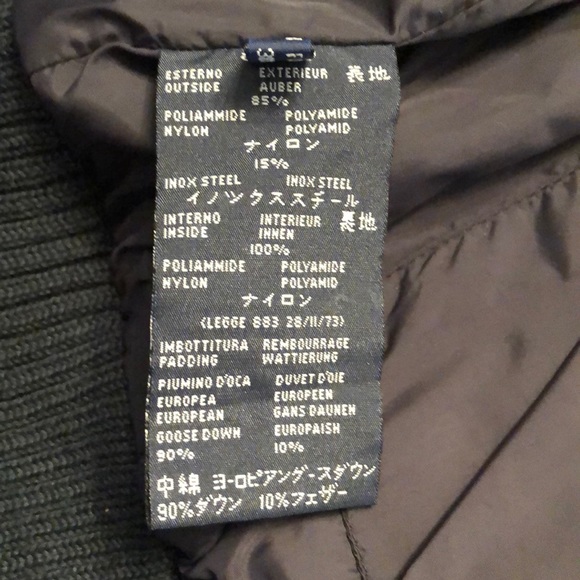 ESTERNO EXTERIEUR 表地
OUTSIDE AUBER
85%
POLIAMMIDE POLYAMIDE
NYLON POLYAMID
ナイロン
15%
INOX STEEL INOX STEEL
イノックススチール
INTERNO INTERIEUR 裏地
INSIDE INNEN
100%
POLIAMMIDE POLYAMIDE
NYLON POLYAMID
ナイロン
(LEGGE 883 28/11/73)
IMBOTTITURA REMBOURRAGE
PADDING WATTIERUNG
PIUMINO D'OCA DUVET D'OIE
EUROPEA EUROPEEN
EUROPEAN GANS DAUNEN
GOOSE DOWN EUROPAISH
90% 10%
中綿 ヨーロピアングースダウン
90%ダウン 10%フェザー